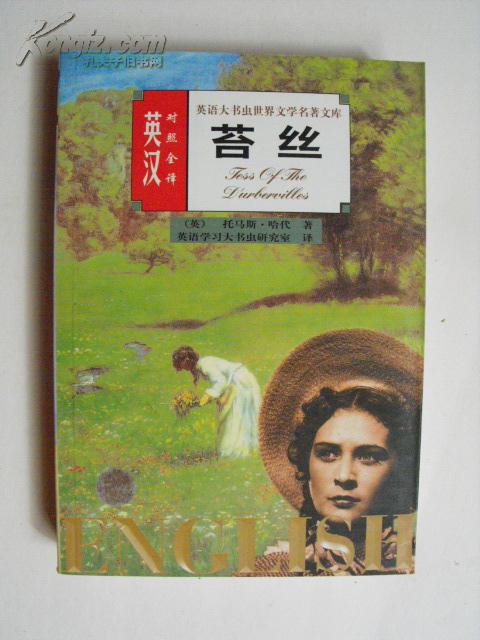 Kongfz.com
孔夫子旧书网
英汉
对照全译
英语大书虫世界文学名著文库
苔丝
Tess Of The
D'urbervilles
（英） 托马斯·哈代 著
英语学习大书虫研究室 译
ENGLISH